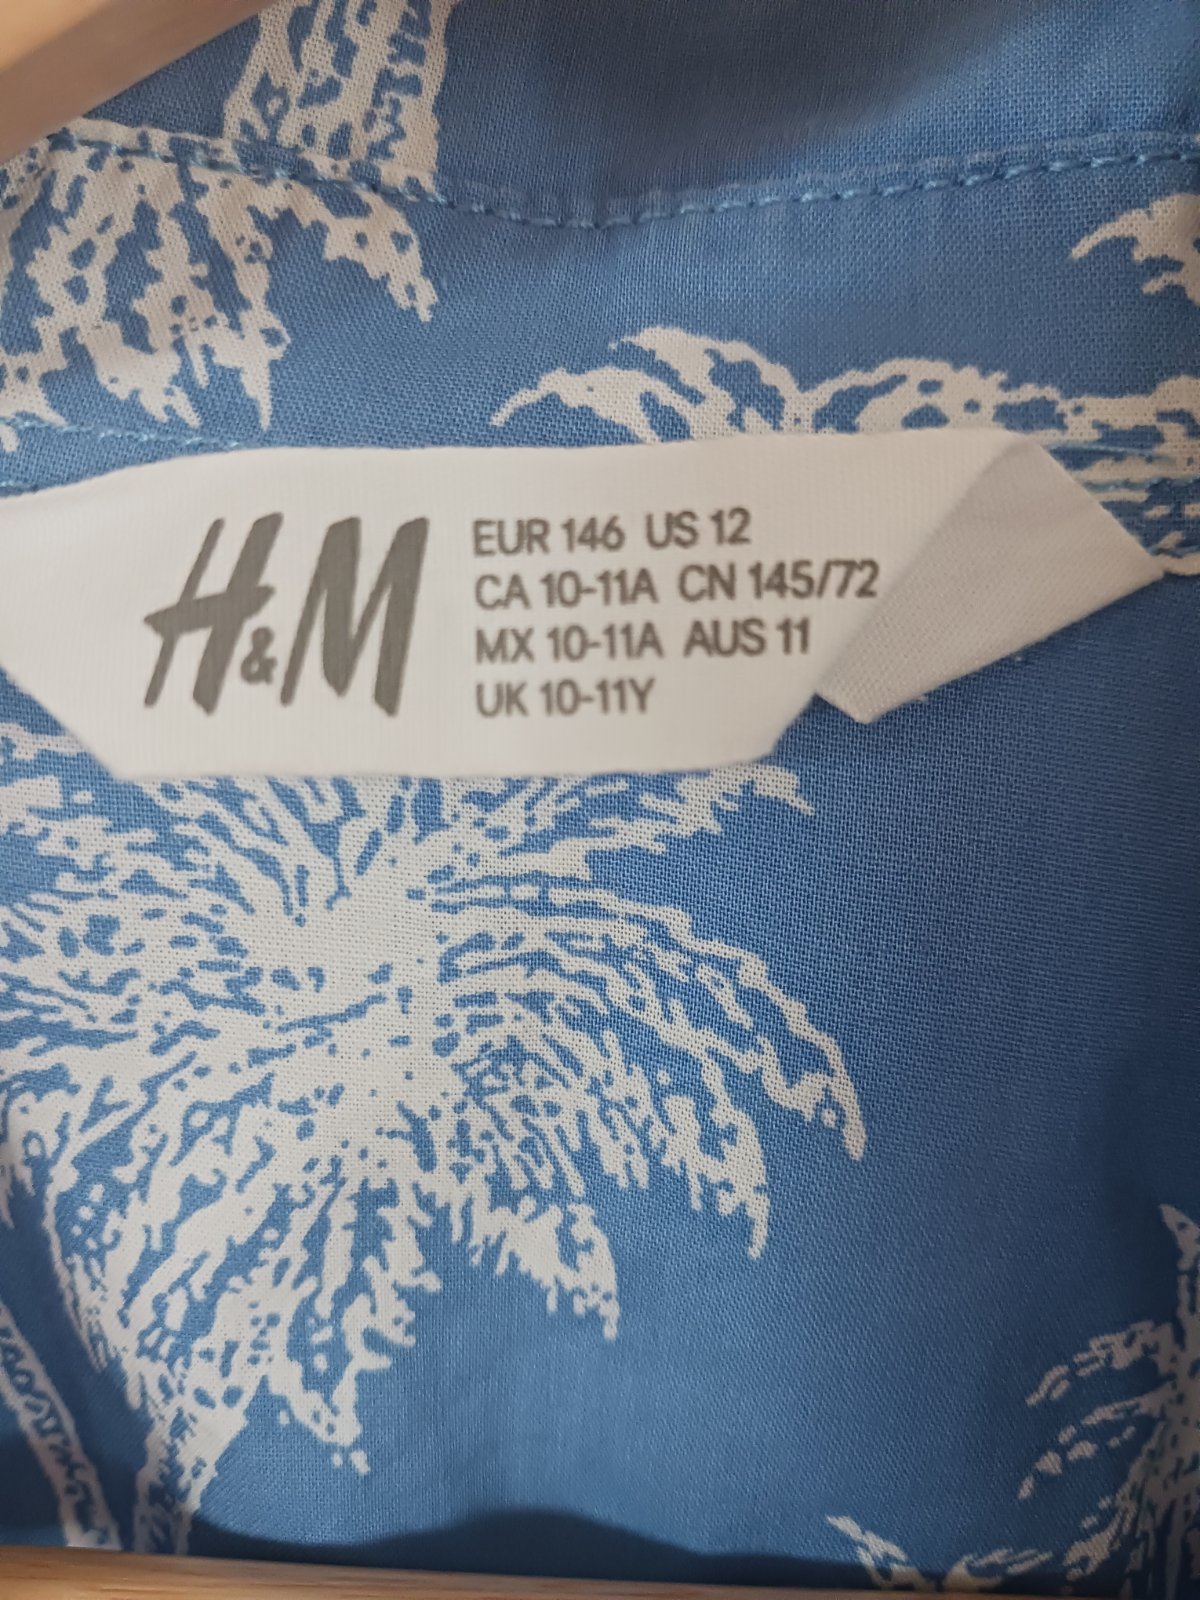 H&M
EUR 146 US 12
CA 10-11A CN 145/72
MX 10-11A AUS 11
UK 10-11Y